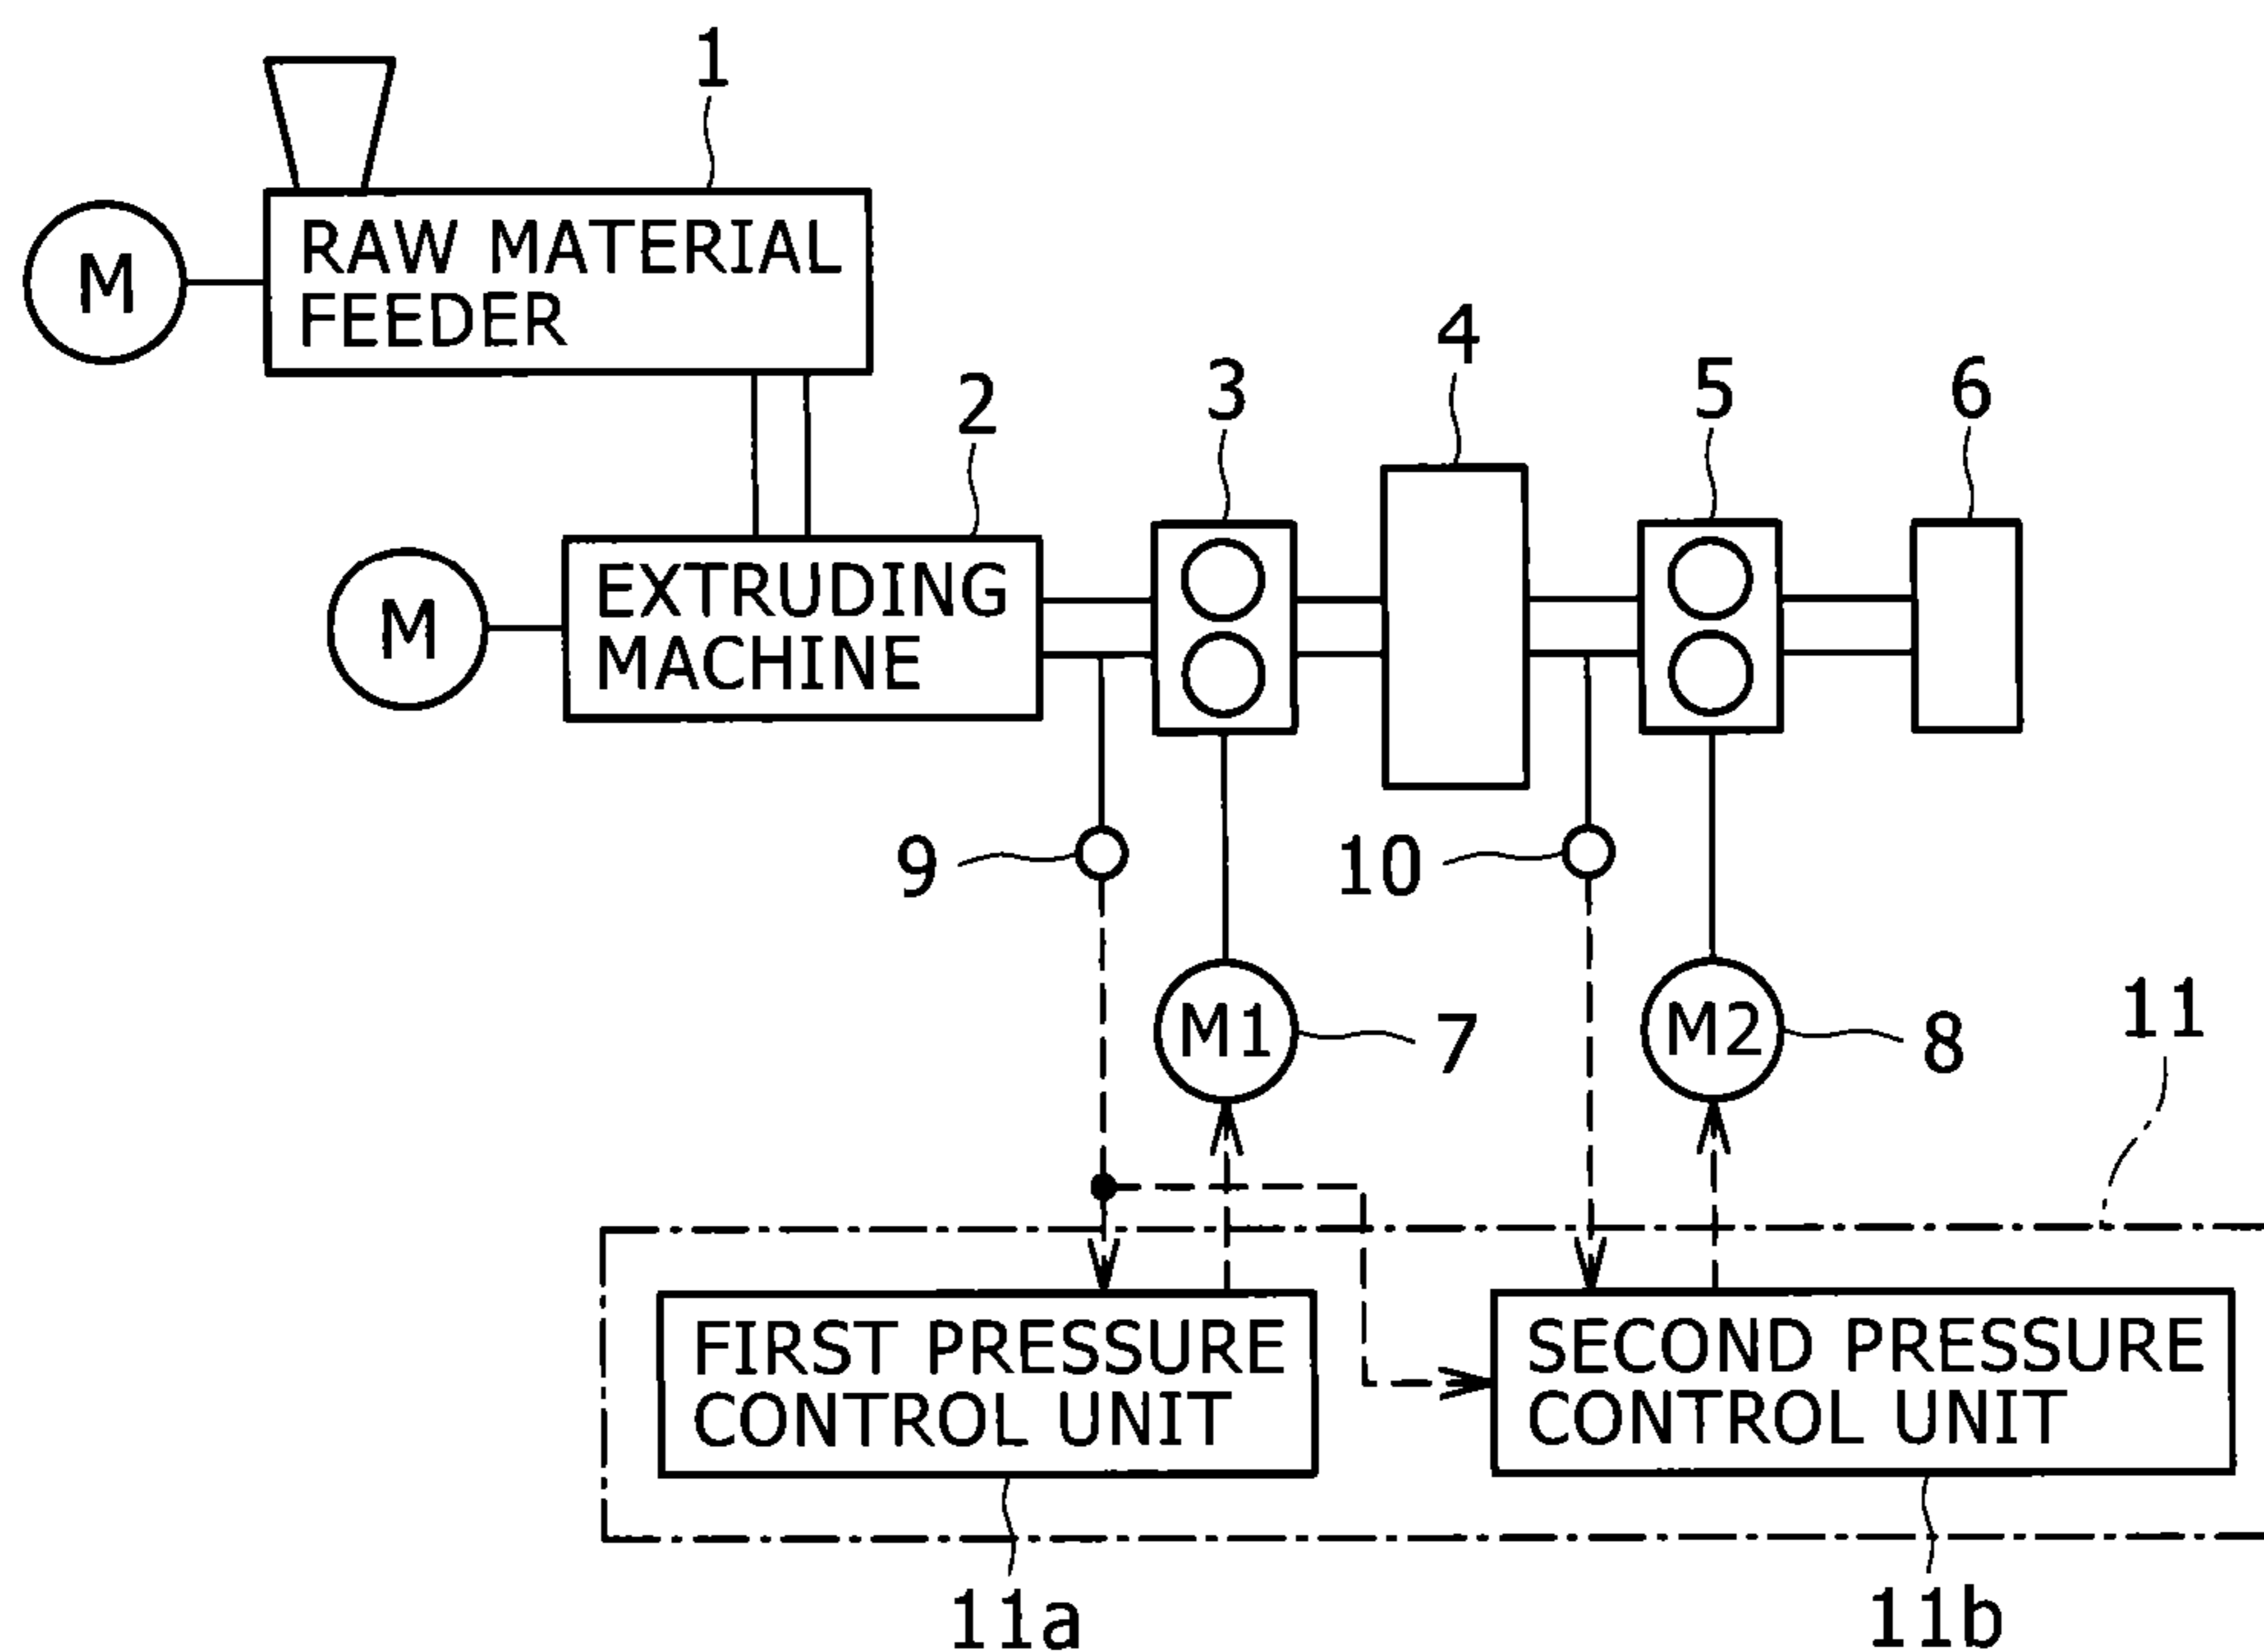 1
M
RAW MATERIAL
FEEDER
2
3
4
5
6
M
EXTRUDING
MACHINE
9
10
M1
7
M2
8
11
FIRST PRESSURE
CONTROL UNIT
SECOND PRESSURE
CONTROL UNIT
11a
11b